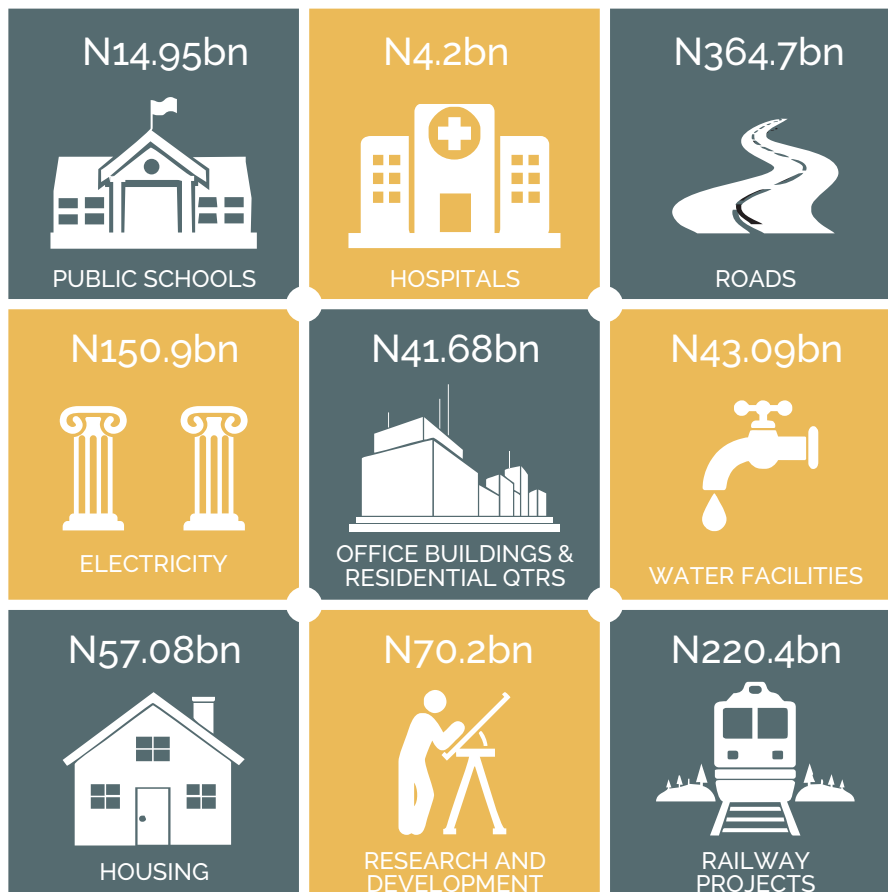 N14.95bn
PUBLIC SCHOOLS
N4.2bn
HOSPITALS
N364.7bn
ROADS
N150.9bn
ELECTRICITY
N41.68bn
OFFICE BUILDINGS &
RESIDENTIAL QTRS
N43.09bn
WATER FACILITIES
N57.08bn
HOUSING
N70.2bn
RESEARCH AND
DEVELOPMENT
N220.4bn
RAILWAY
PROJECTS